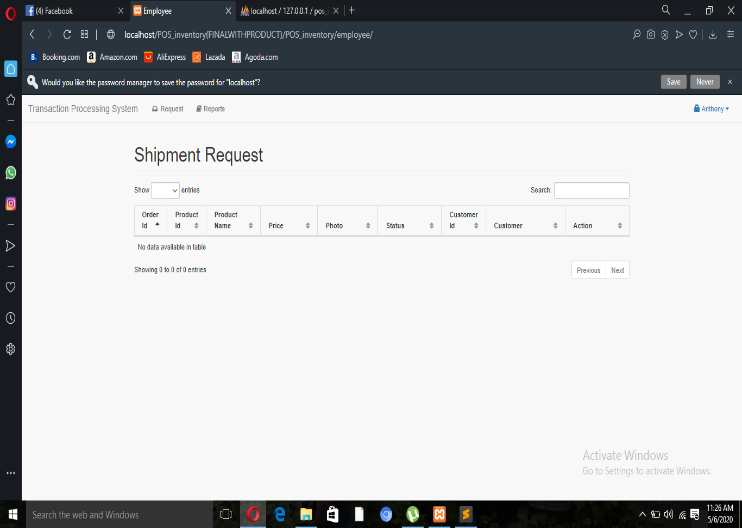 (4) Facebook
Employee
localhost / 127.0.0.1 / pos_
localhost/POS_inventory(FINALWITHPRODUCT)/POS_inventory/employee/
B. Booking.com a Amazon.com AliExpress Lazada Agoda.com
Would you like the password manager to save the password for "localhost"?
Save Never x
Transaction Processing System Request Reports Anthony
Shipment Request
Show entries Search:
Order Id Product Id Product Name Price Photo Status Customer Id Customer Action
No data available in table
Showing 0 to 0 of 0 entries
Previous Next
Activate Windows
Go to Settings to activate Windows.
Search the web and Windows
11:26 AM
5/6/2020